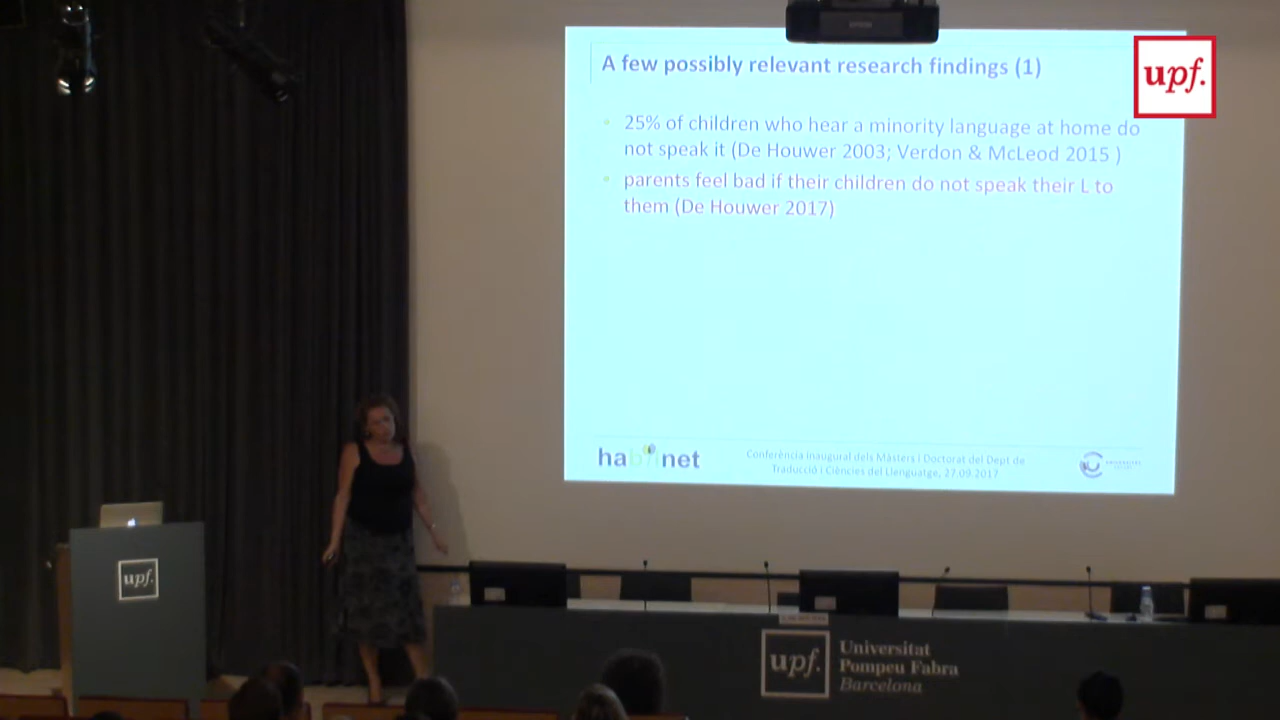 EPSON
A few possibly relevant research findings (1)
upf.
25% of children who hear a minority language at home do
not speak it (De Houwer 2003; Verdon & McLeod 2015 )
parents feel bad if their children do not speak their L to
them (De Houwer 2017)
habilnet
Conferència inaugural dels Màsters i Doctorat del Dept de
Traducció i Ciències del Llenguatge, 27.09.2017
upf.
upf.
Universitat
Pompeu Fabra
Barcelona